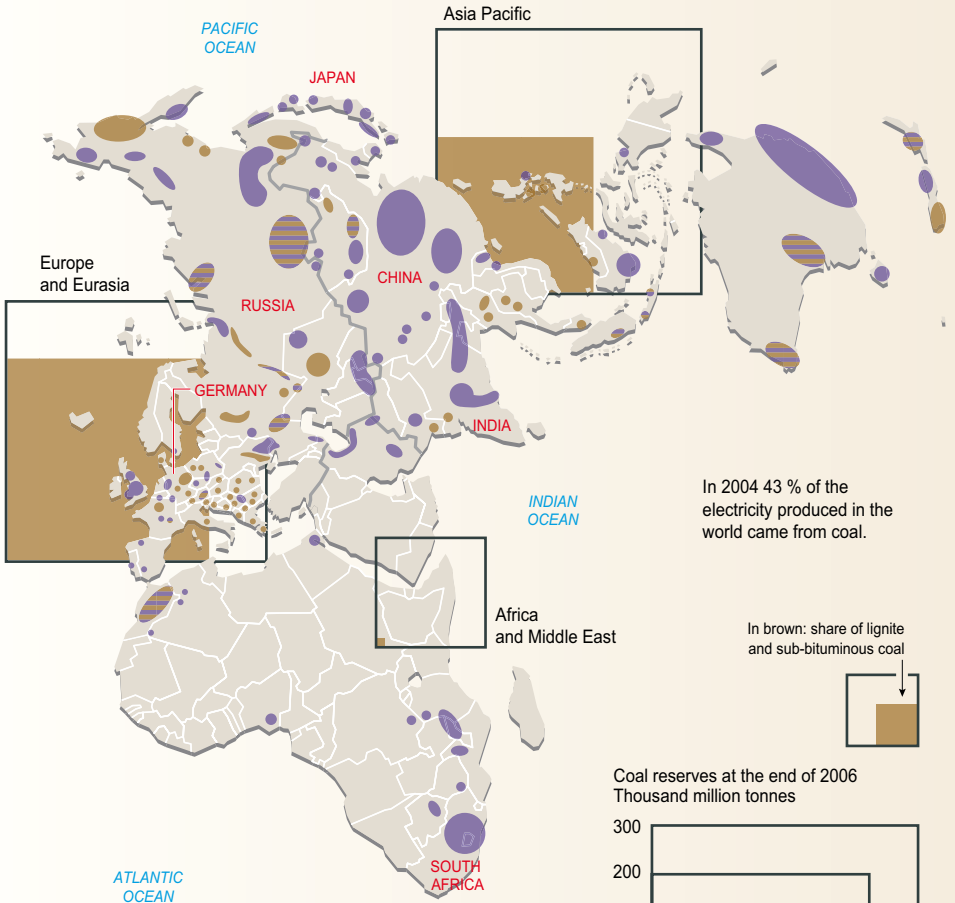 Asia Pacific
PACIFIC
OCEAN
JAPAN
Europe
and Eurasia
CHINA
RUSSIA
GERMANY
INDIA
INDIAN
OCEAN
In 2004 43 % of the
electricity produced in the
world came from coal.
Africa
and Middle East
In brown: share of lignite
and sub-bituminous coal
Coal reserves at the end of 2006
Thousand million tonnes
300
200
SOUTH
AFRICA
ATLANTIC
OCEAN